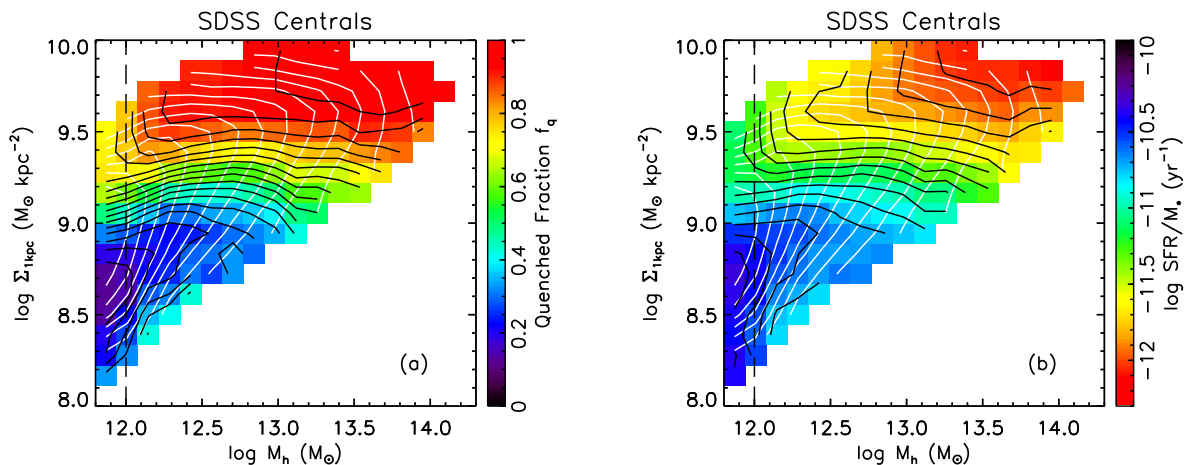 SDSS Centrals
10.0
9.5
9.0
8.5
8.0
log Σ1kpc (M⊙ kpc−2)
12.0 12.5 13.0 13.5 14.0
log Mh (M⊙)
(a)
0 0.2 0.4 0.6 0.8 1
Quenched Fraction fq
SDSS Centrals
10.0
9.5
9.0
8.5
8.0
log Σ1kpc (M⊙ kpc−2)
12.0 12.5 13.0 13.5 14.0
log Mh (M⊙)
(b)
−12 −11.5 −11 −10.5 −10
log SFR/M* (yr−1)